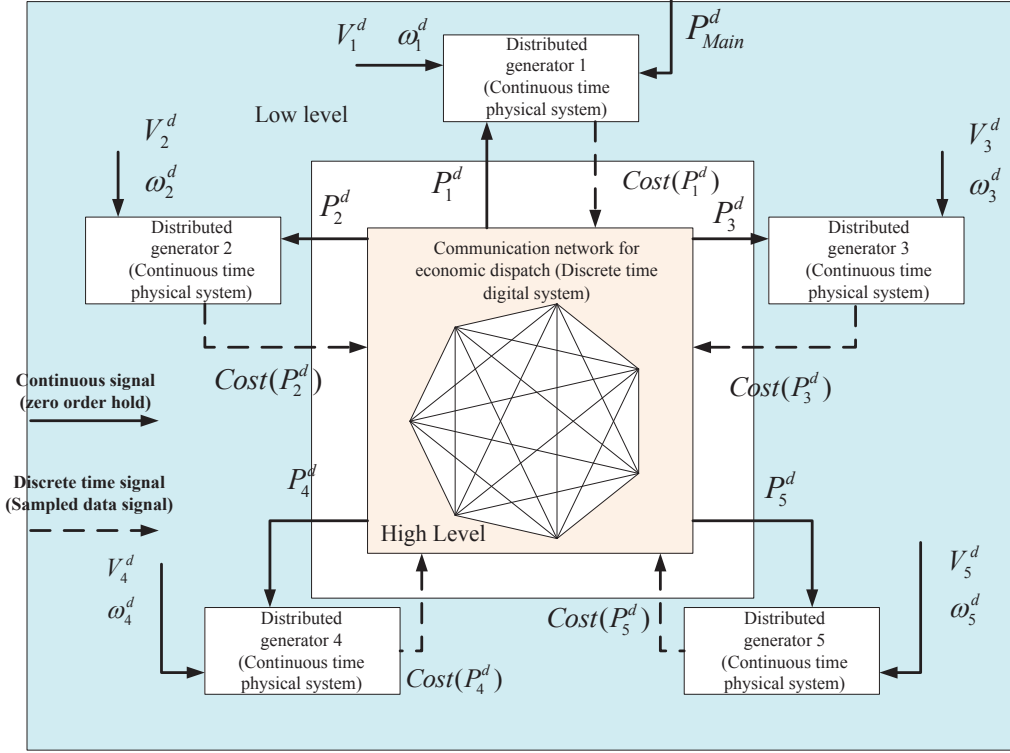 V_1^d ω_1^d
Distributed
generator 1
(Continuous time
physical system)
P_{Main}^d
Low level
V_2^d
ω_2^d
V_3^d
ω_3^d
P_2^d
P_1^d
Cost(P_1^d)
P_3^d
Distributed
generator 2
(Continuous time
physical system)
Communication network for
economic dispatch (Discrete time
digital system)
Distributed
generator 3
(Continuous time
physical system)
Cost(P_2^d)
Cost(P_3^d)
Continuous signal
(zero order hold)
Discrete time signal
(Sampled data signal)
P_4^d
P_5^d
High Level
V_4^d
ω_4^d
V_5^d
ω_5^d
Distributed
generator 4
(Continuous time
physical system)
Cost(P_4^d)
Cost(P_5^d)
Distributed
generator 5
(Continuous time
physical system)